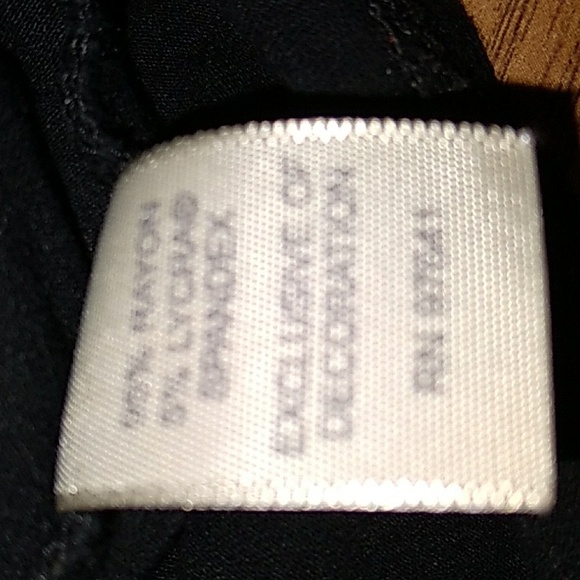 95% RAYON
5% LYCRA®
SPANDEX
EXCLUSIVE OF
DECORATION
RN